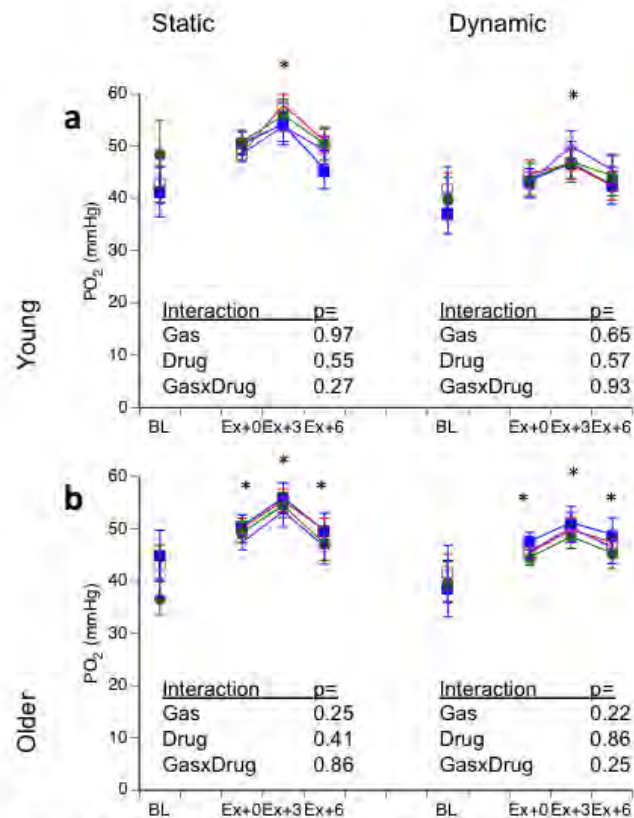 Static Dynamic
*
*
a
60
50
40
30
20
10
0
PO2 (mmHg)
Young
Interaction p=
Gas 0.97
Drug 0.55
GasxDrug 0.27
Interaction p=
Gas 0.65
Drug 0.57
GasxDrug 0.93
BL Ex+0 Ex+3 Ex+6 BL Ex+0 Ex+3 Ex+6
b
* * *
* * *
60
50
40
30
20
10
0
PO2 (mmHg)
Older
Interaction p=
Gas 0.25
Drug 0.41
GasxDrug 0.86
Interaction p=
Gas 0.22
Drug 0.86
GasxDrug 0.25
BL Ex+0 Ex+3 Ex+6 BL Ex+0 Ex+3 Ex+6